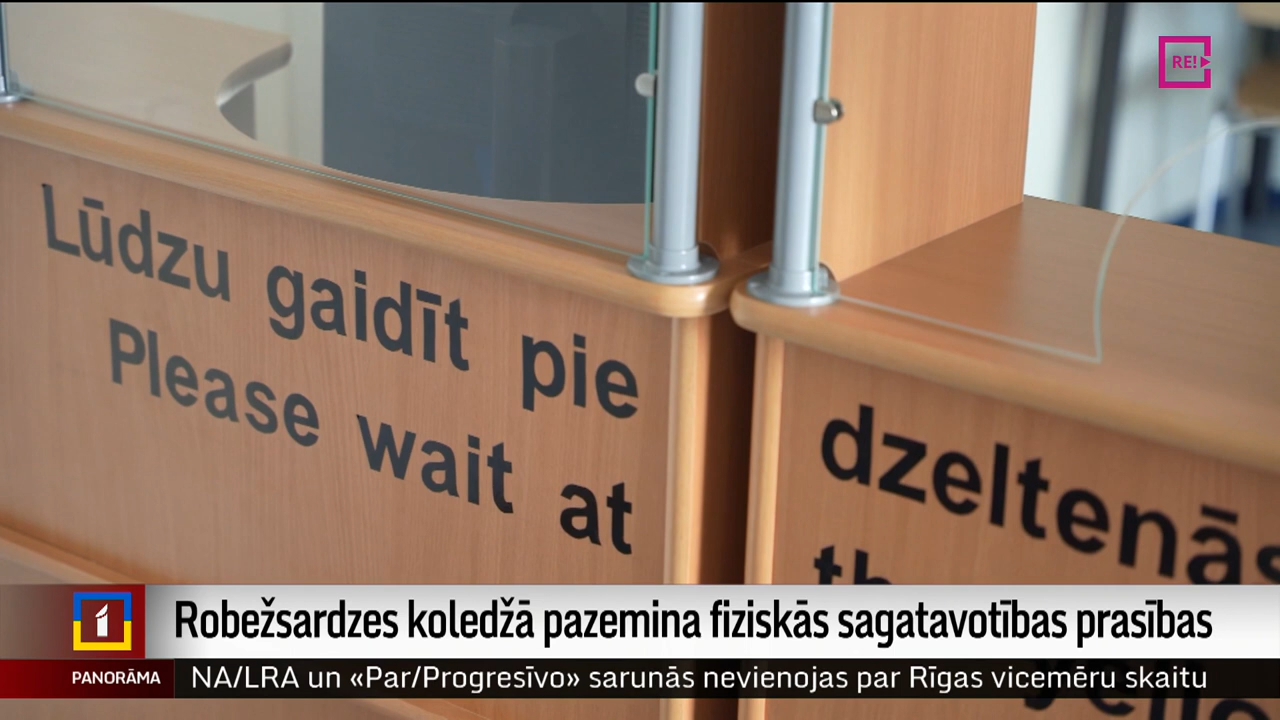 RE!
Lūdzu gaidīt pie
Please wait at
dzeltenās
1
Robežsardzes koledžā pazemina fiziskās sagatavotības prasības
PANORĀMA
NA/LRA un «Par/Progresīvo» sarunās nevienojas par Rīgas vicemēru skaitu